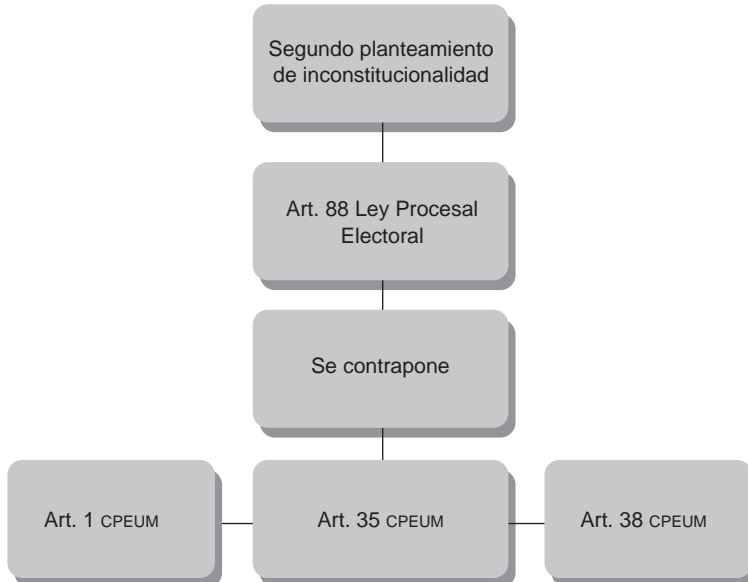 Segundo planteamiento
de inconstitucionalidad
Art. 88 Ley Procesal
Electoral
Se contrapone
Art. 1 CPEUM
Art. 35 CPEUM
Art. 38 CPEUM